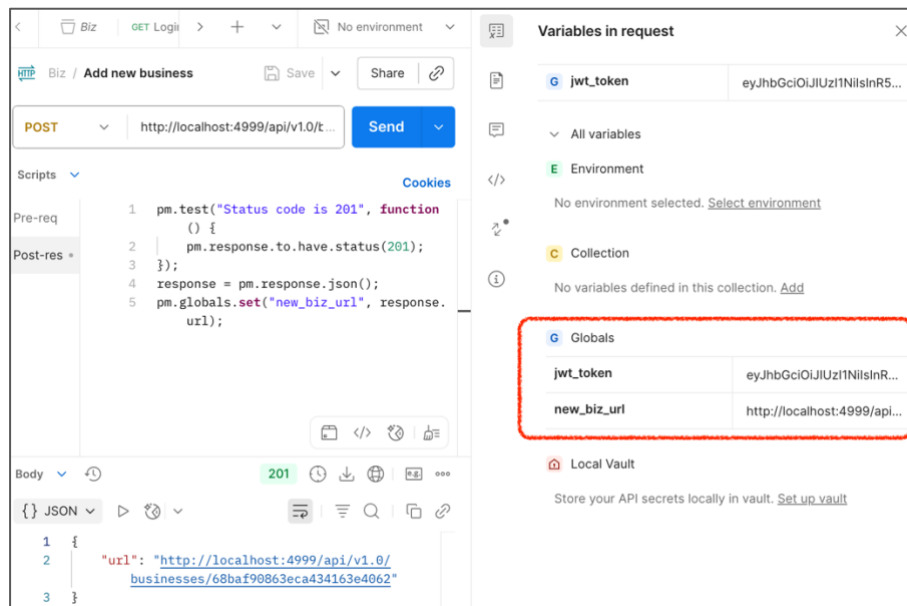 Biz
GET Login
No environment
Variables in request
HTTP Biz / Add new business
Save
Share
G jwt_token
eyJhbGciOiJIUzI1NiIsInR5...
POST
http://localhost:4999/api/v1.0/b...
Send
All variables
E Environment
No environment selected. Select environment
Scripts
Cookies
Pre-req
Post-res
1 pm.test("Status code is 201", function
() {
2 pm.response.to.have.status(201);
3 });
4 response = pm.response.json();
5 pm.globals.set("new_biz_url", response.
url);
C Collection
No variables defined in this collection. Add
G Globals
jwt_token
eyJhbGciOiJIUzI1NiIsInR...
new_biz_url
http://localhost:4999/api...
Local Vault
Store your API secrets locally in vault. Set up vault
Body
201
e.g.
{} JSON
1 {
2 "url": "http://localhost:4999/api/v1.0/
businesses/68baf90863eca434163e4062"
3 }